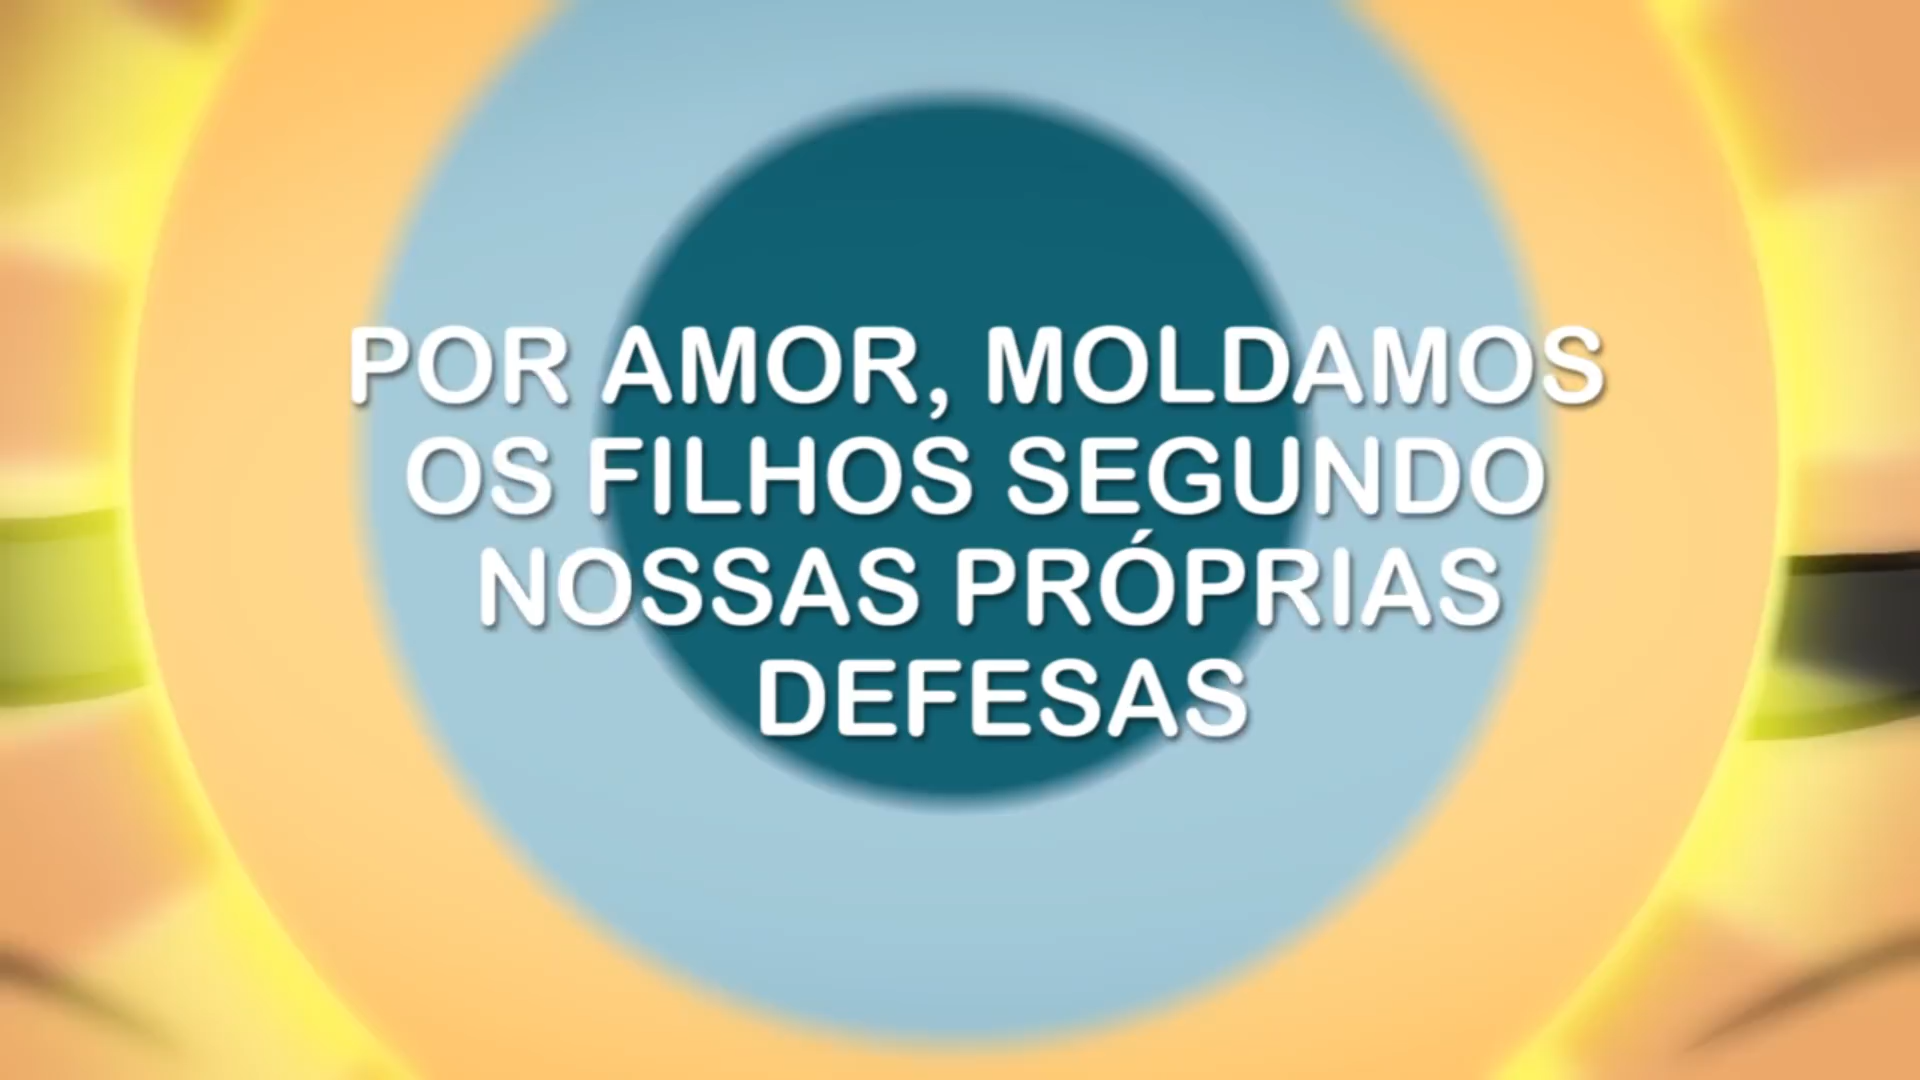 POR AMOR, MOLDAMOS
OS FILHOS SEGUNDO
NOSSAS PRÓPRIAS
DEFESAS